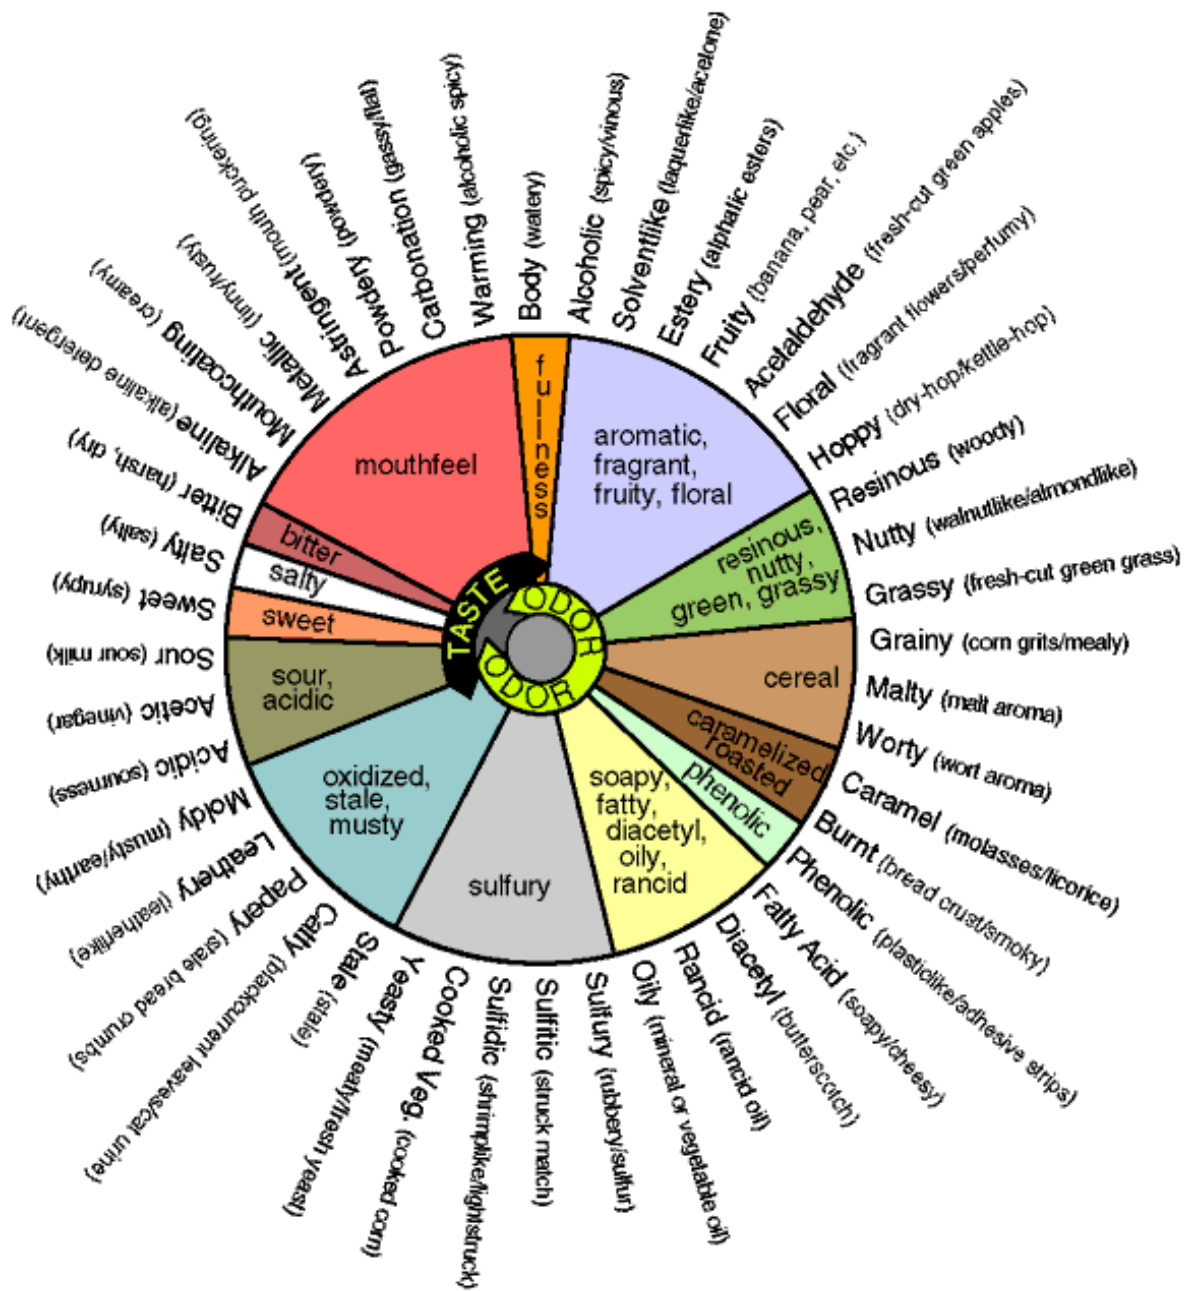 Body (watery)
Alcoholic (spicy/vinous)
Solventlike (laquerlike/acelone)
Estery (alphatic esters)
Fruity (banana, pear, etc.)
Acetaldehyde (fresh-cut green apples)
Floral (fragrant flowers/perfumy)
Hoppy (dry-hop/kettle-hop)
Resinous (woody)
Nutty (walnutlike/almondlike)
Grassy (fresh-cut green grass)
Grainy (corn grits/mealy)
Malty (malt aroma)
Worty (wort aroma)
Caramel (molasses/licorice)
Burnt (bread crust/smoky)
Phenolic (plasticlike/adhesive strips)
Fatty Acid (soapy/cheesy)
Diacetyl (butterscotch)
Rancid (rancid oil)
Oily (mineral or vegetable oil)
Sulfury (rubbery/sulfur)
Sulfitic (struck match)
Sulfidic (shrimplike/lightstruck)
Cooked Veg. (cooked corn)
Yeasty (meaty/fresh yeast)
Stale (stale)
Catty (blackcurrent leaves/cat urine)
Papery (stale bread crumbs)
Leathery (leatherlike)
Moldy (musty/earthy)
Acidic (sourness)
Acetic (vinegar)
Sour (sour milk)
Sweet (syrupy)
Salty (salty)
Bitter (harsh, dry)
Alkaline (alkaline detergent)
Mouthcoating (creamy)
Metallic (tinny/rusty)
Astringent (mouth puckering)
Powdery (powdery)
Carbonation (gassy/flat)
Warming (alcoholic spicy)
fullness
aromatic,
fragrant,
fruity, floral
resinous,
nutty,
green, grassy
cereal
caramelized
roasted
phenolic
soapy,
fatty,
diacetyl,
oily,
rancid
sulfury
oxidized,
stale,
musty
sour,
acidic
sweet
salty
bitter
mouthfeel
TASTE
ODOR
ODOR